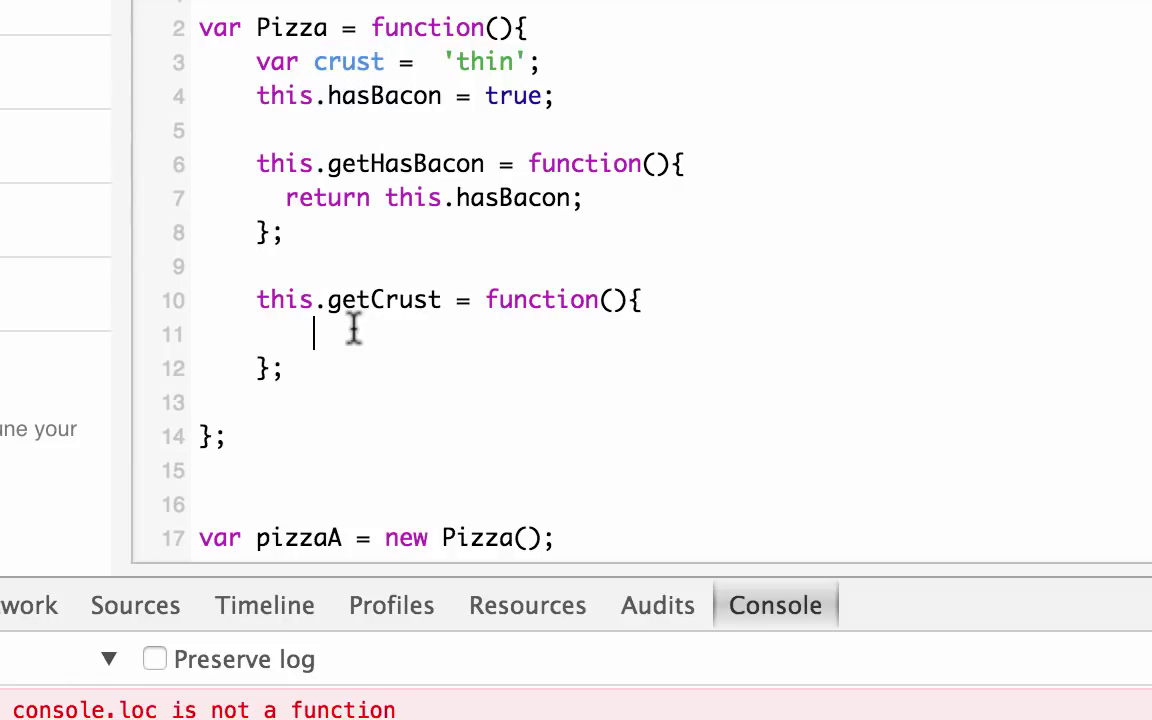 2 var Pizza = function(){
3 var crust =  'thin';
4 this.hasBacon = true;
5
6 this.getHasBacon = function(){
7 return this.hasBacon;
8 };
9
10 this.getCrust = function(){
11
12 };
13
une your
14 };
15
16
17 var pizzaA = new Pizza();
work Sources Timeline Profiles Resources Audits Console
▼ Preserve log
console.loc is not a function